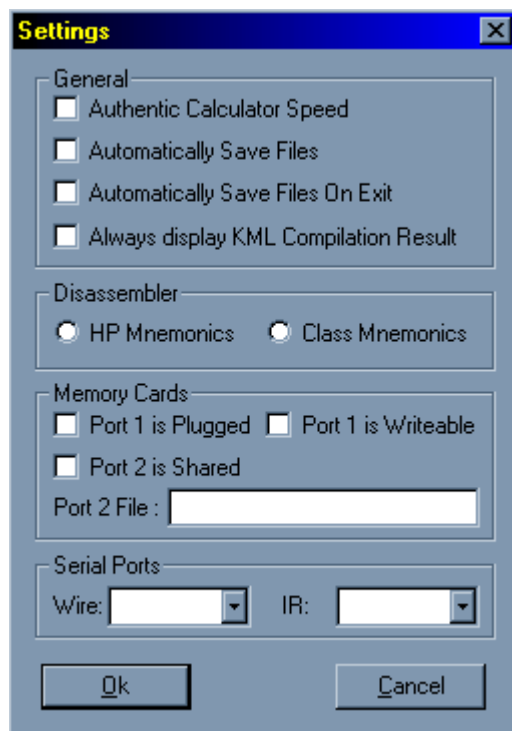 Settings
General
Authentic Calculator Speed
Automatically Save Files
Automatically Save Files On Exit
Always display KML Compilation Result
Disassembler
HP Mnemonics Class Mnemonics
Memory Cards
Port 1 is Plugged Port 1 is Writeable
Port 2 is Shared
Port 2 File :
Serial Ports
Wire: IR:
Ok Cancel